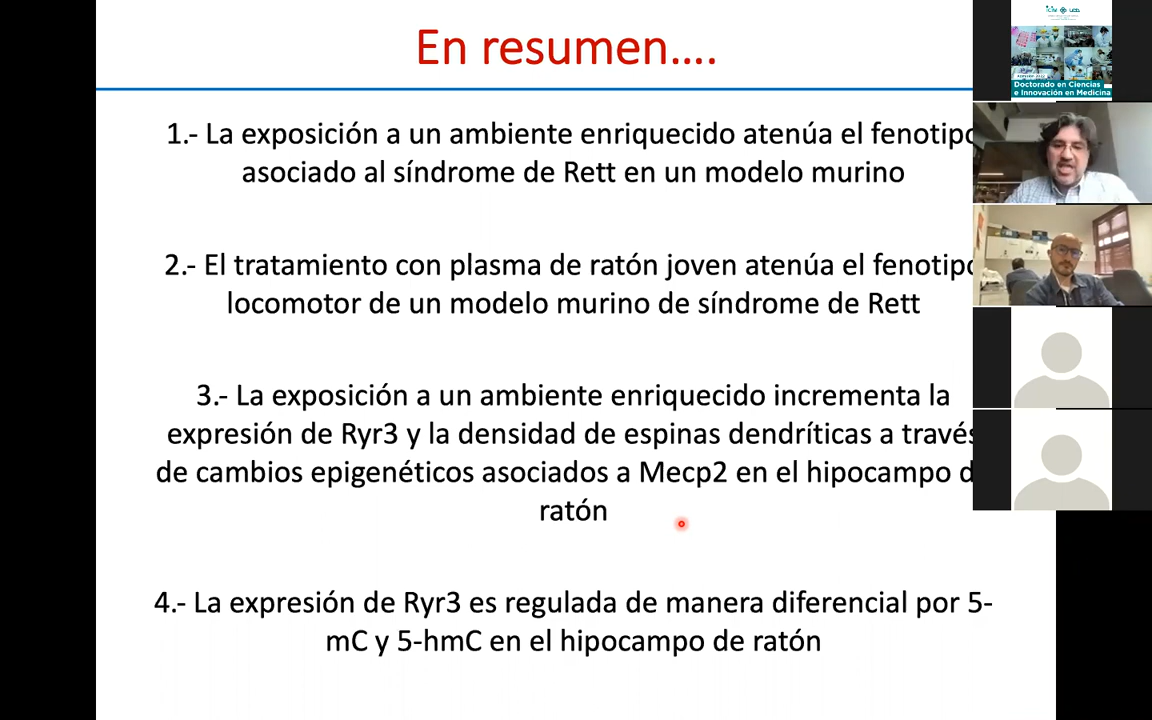 En resumen....
1.- La exposición a un ambiente enriquecido atenúa el fenotipo
asociado al síndrome de Rett en un modelo murino
2.- El tratamiento con plasma de ratón joven atenúa el fenotipo
locomotor de un modelo murino de síndrome de Rett
3.- La exposición a un ambiente enriquecido incrementa la
expresión de Ryr3 y la densidad de espinas dendríticas a través
de cambios epigenéticos asociados a Mecp2 en el hipocampo d
ratón
4.- La expresión de Ryr3 es regulada de manera diferencial por 5-
mC y 5-hmC en el hipocampo de ratón
Doctorado en Ciencias
e Innovación en Medicina